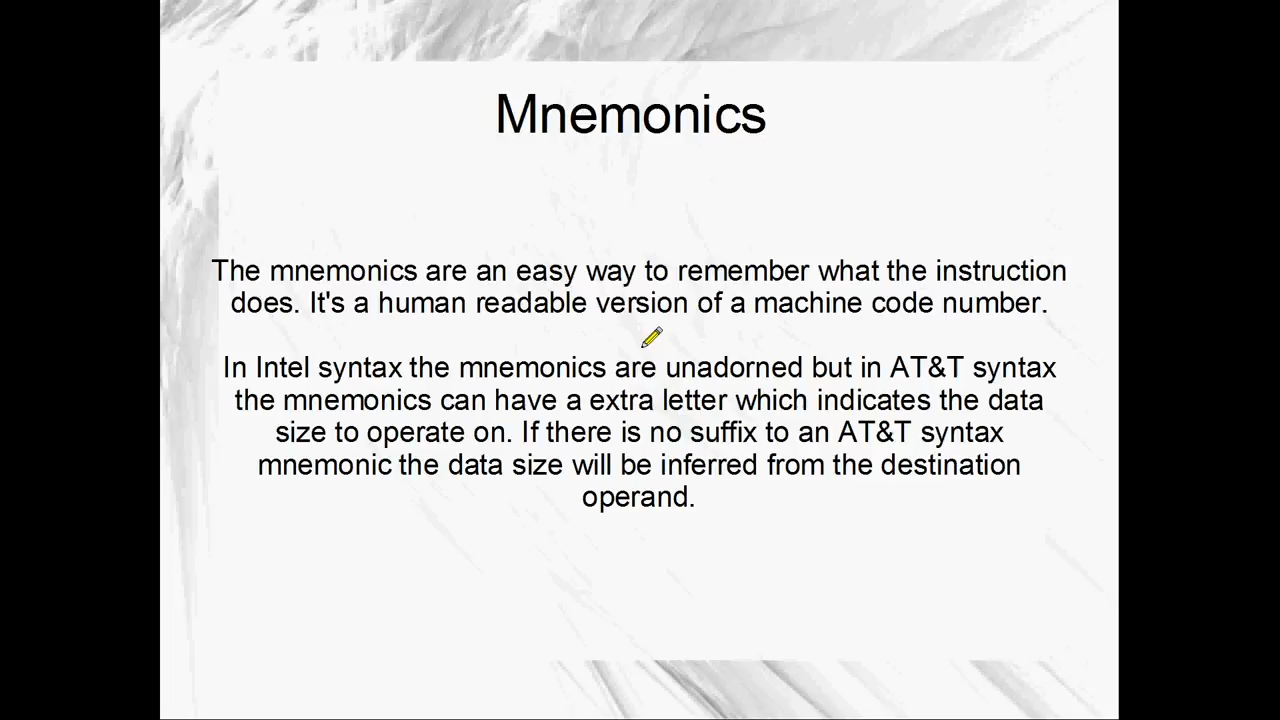 Mnemonics
The mnemonics are an easy way to remember what the instruction
does. It's a human readable version of a machine code number.
In Intel syntax the mnemonics are unadorned but in AT&T syntax
the mnemonics can have a extra letter which indicates the data
size to operate on. If there is no suffix to an AT&T syntax
mnemonic the data size will be inferred from the destination
operand.